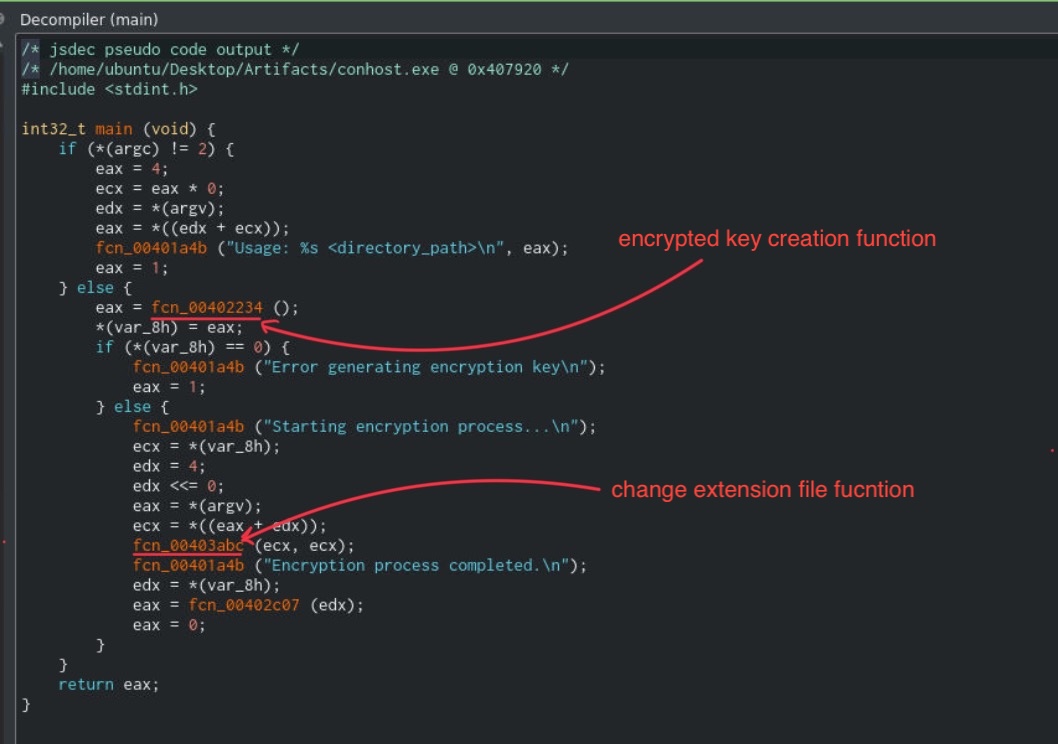 Decompiler (main)
/* jsdec pseudo code output */
/* /home/ubuntu/Desktop/Artifacts/conhost.exe @ 0x407920 */
#include <stdint.h>
int32_t main (void) {
if (*(argc) != 2) {
eax = 4;
ecx = eax * 0;
edx = *(argv);
eax = *((edx + ecx));
fcn_00401a4b ("Usage: %s <directory_path>\n", eax);
encrypted key creation function
eax = 1;
} else {
eax = fcn_00402234 ();
*(var_8h) = eax;
if (*(var_8h) == 0) {
fcn_00401a4b ("Error generating encryption key\n");
eax = 1;
} else {
fcn_00401a4b ("Starting encryption process...\n");
ecx = *(var_8h);
edx = 4;
edx <<= 0;
change extension file fucntion
eax = *(argv);
ecx = *((eax + edx));
fcn_00403abc (ecx, ecx);
fcn_00401a4b ("Encryption process completed.\n");
edx = *(var_8h);
eax = fcn_00402c07 (edx);
eax = 0;
}
}
return eax;
}